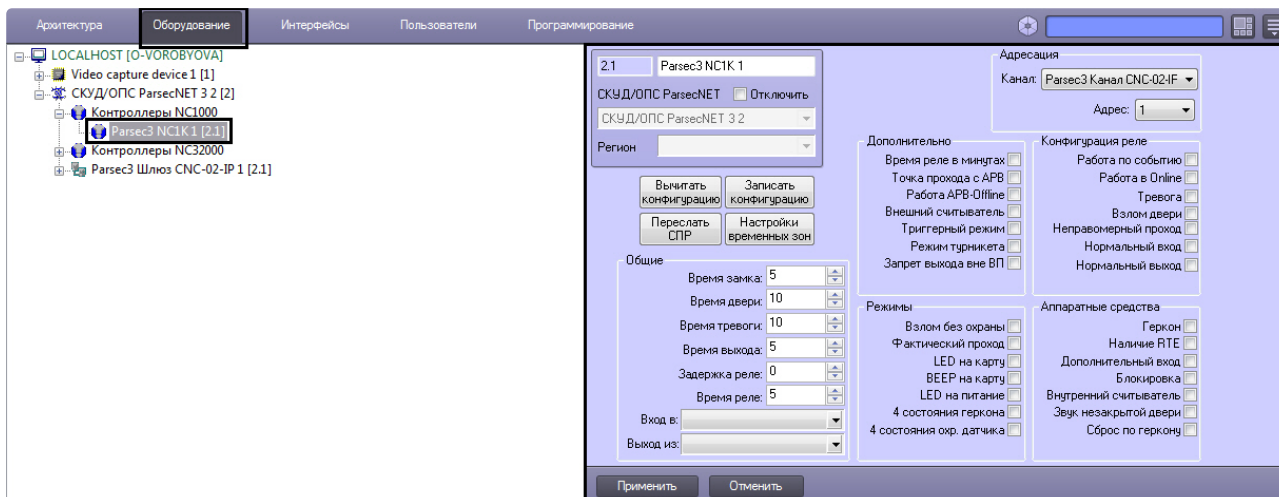 Архитектура Оборудование Интерфейсы Пользователи Программирование
LOCALHOST [O-VOROBYOVA]
Video capture device 1 [1]
СКУД/ОПС ParsecNET 3 2 [2]
Контроллеры NC1000
Parsec3 NC1K 1 [2.1]
Контроллеры NC32000
Parsec3 Шлюз CNC-02-IP 1 [2.1]
2.1 Parsec3 NC1K 1
СКУД/ОПС ParsecNET Отключить
СКУД/ОПС ParsecNET 3 2
Регион
Вычитать конфигурацию
Записать конфигурацию
Переслать СПР
Настройки временных зон
Общие
Время замка: 5
Время двери: 10
Время тревоги: 10
Время выхода: 5
Задержка реле: 0
Время реле: 5
Вход в:
Выход из:
Адресация
Канал: Parsec3 Канал CNC-02-IF
Адрес: 1
Дополнительно
Время реле в минутах
Точка прохода с APB
Работа APB-Offline
Внешний считыватель
Триггерный режим
Режим турникета
Запрет выхода вне ВП
Конфигурация реле
Работа по событию
Работа в Online
Тревога
Взлом двери
Неправомерный проход
Нормальный вход
Нормальный выход
Режимы
Взлом без охраны
Фактический проход
LED на карту
BEEP на карту
LED на питание
4 состояния геркона
4 состояния охр. датчика
Аппаратные средства
Геркон
Наличие RTE
Дополнительный вход
Блокировка
Внутренний считыватель
Звук незакрытой двери
Сброс по геркону
Применить Отменить